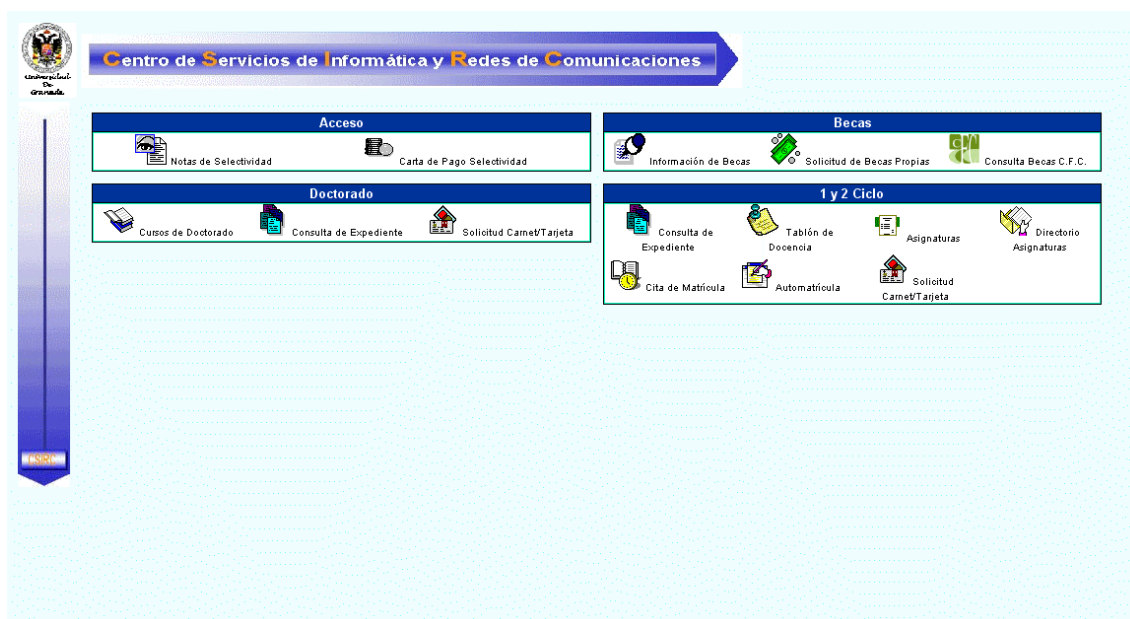 Universidad
De
Granada
Centro de Servicios de Informática y Redes de Comunicaciones
Acceso
Notas de Selectividad
Carta de Pago Selectividad
Becas
Información de Becas
Solicitud de Becas Propias
Consulta Becas C.F.C.
Doctorado
Cursos de Doctorado
Consulta de Expediente
Solicitud Carnet/Tarjeta
1 y 2 Ciclo
Consulta de
Expediente
Tablón de
Docencia
Asignaturas
Directorio
Asignaturas
Cita de Matrícula
Automatrícula
Solicitud
Carnet/Tarjeta
CSIRC